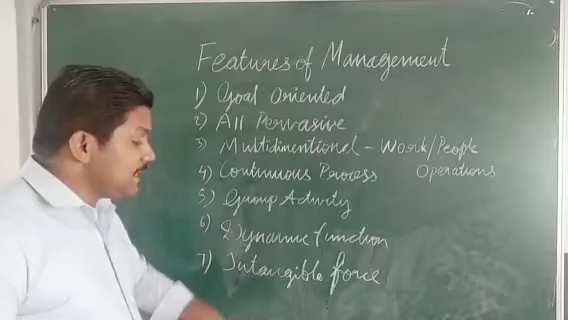 Features of Management
1) Goal Oriented
2) All Pervasive
3) Multidimentional - Work/People
4) Continuous Process Operations
5) Group Activity
6) Dynamic function
7) Intangible force